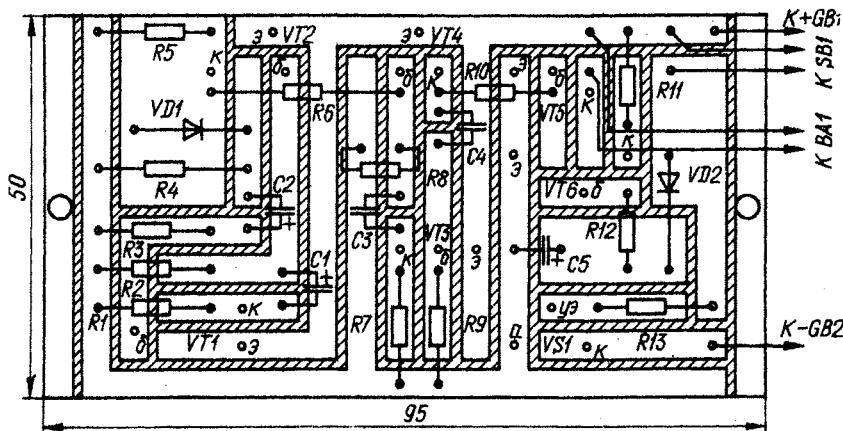 R5
К
Э
VT2
Э
VT4
К+GB1
К SB1
К SB1
б
R6
б
К
R10
Э
б
VT5
К
R11
К
VD1
C4
К BA1
R4
C2
R8
Э
VD2
50
VT6
б
R3
+
C3
VT3
R12
R2
C1
+
К
б
Э
+
C5
R1
К
R7
R9
УЭ
R13
б
VT1
Э
а
VS1
К
К-GB2
95